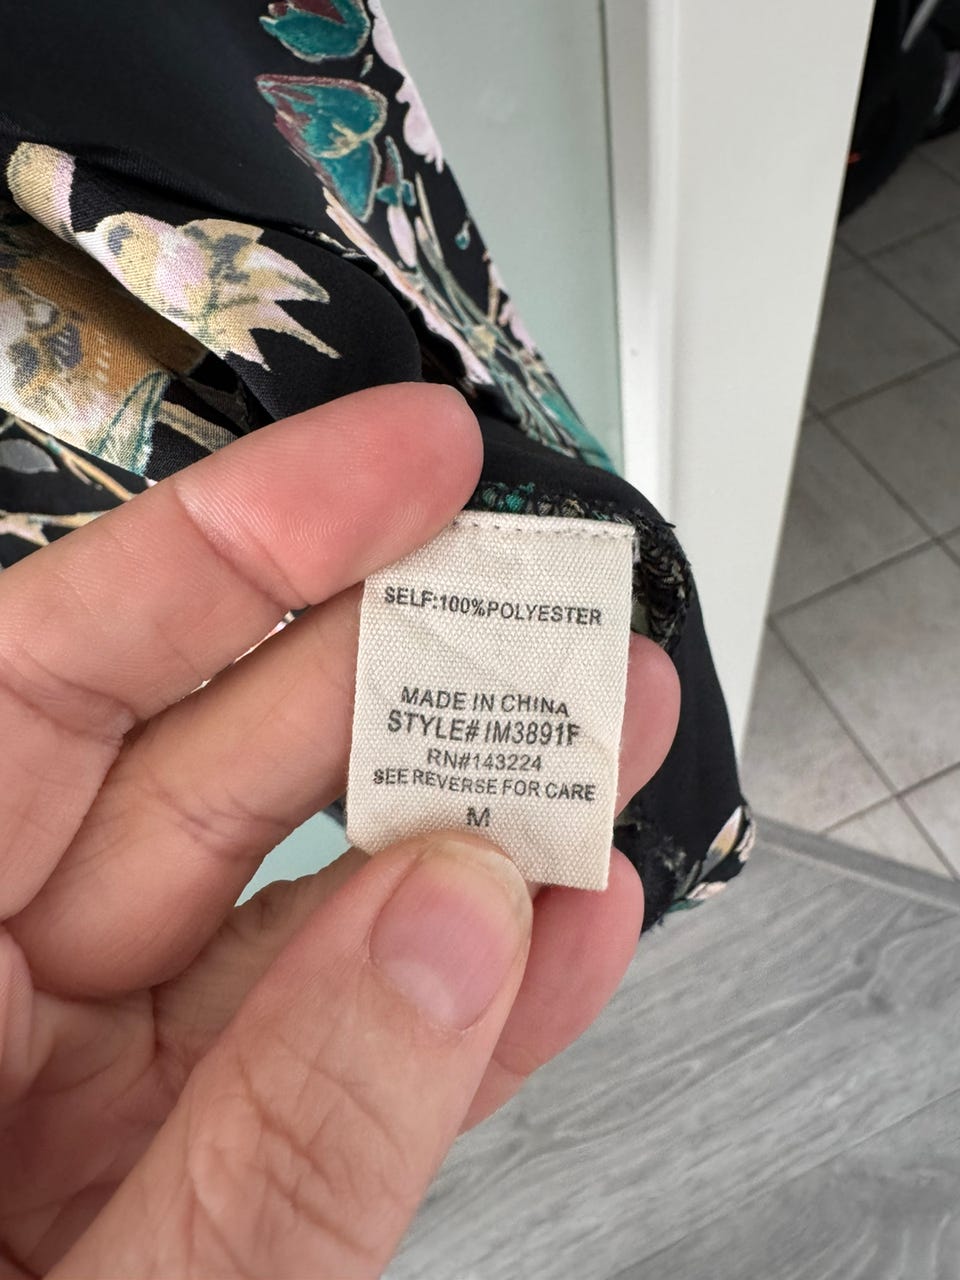 SELF:100%POLYESTER
MADE IN CHINA
STYLE# IM3891F
RN#143224
SEE REVERSE FOR CARE
M